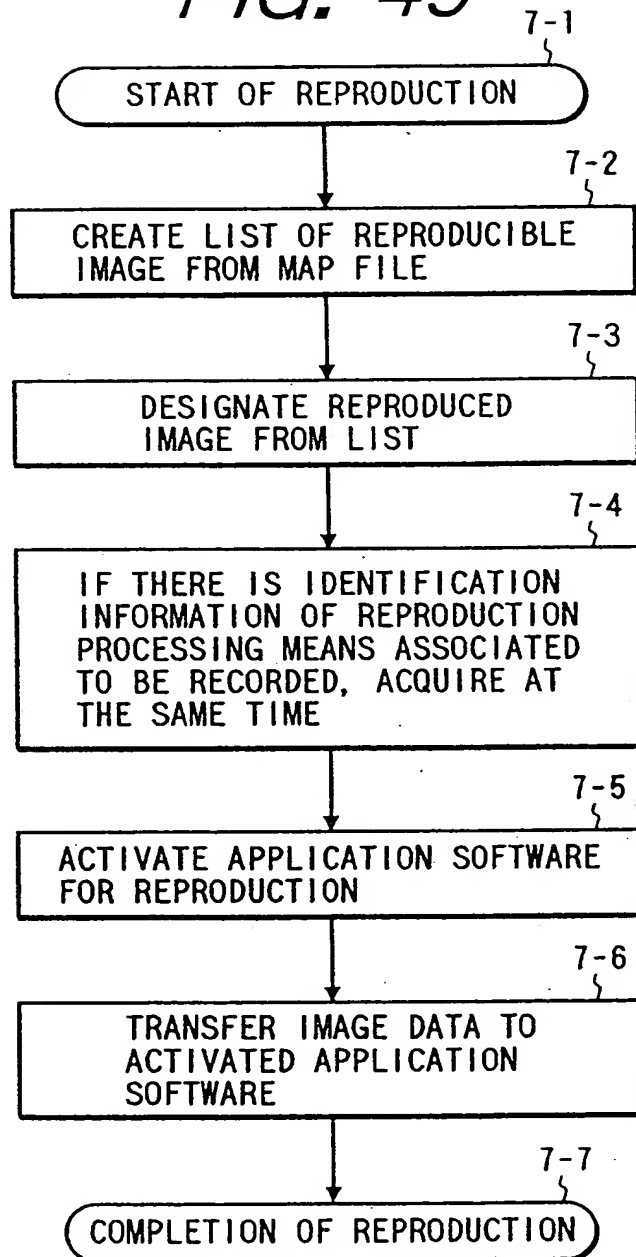 FIG. 49
7-1
START OF REPRODUCTION
7-2
CREATE LIST OF REPRODUCIBLE
IMAGE FROM MAP FILE
7-3
DESIGNATE REPRODUCED
IMAGE FROM LIST
7-4
IF THERE IS IDENTIFICATION
INFORMATION OF REPRODUCTION
PROCESSING MEANS ASSOCIATED
TO BE RECORDED, ACQUIRE AT
THE SAME TIME
7-5
ACTIVATE APPLICATION SOFTWARE
FOR REPRODUCTION
7-6
TRANSFER IMAGE DATA TO
ACTIVATED APPLICATION
SOFTWARE
7-7
COMPLETION OF REPRODUCTION